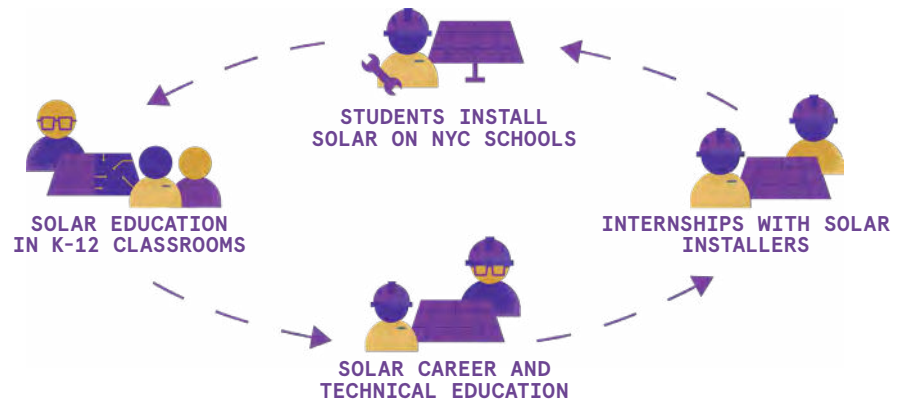 STUDENTS INSTALL
SOLAR ON NYC SCHOOLS
SOLAR EDUCATION
IN K-12 CLASSROOMS
INTERNSHIPS WITH SOLAR
INSTALLERS
SOLAR CAREER AND
TECHNICAL EDUCATION